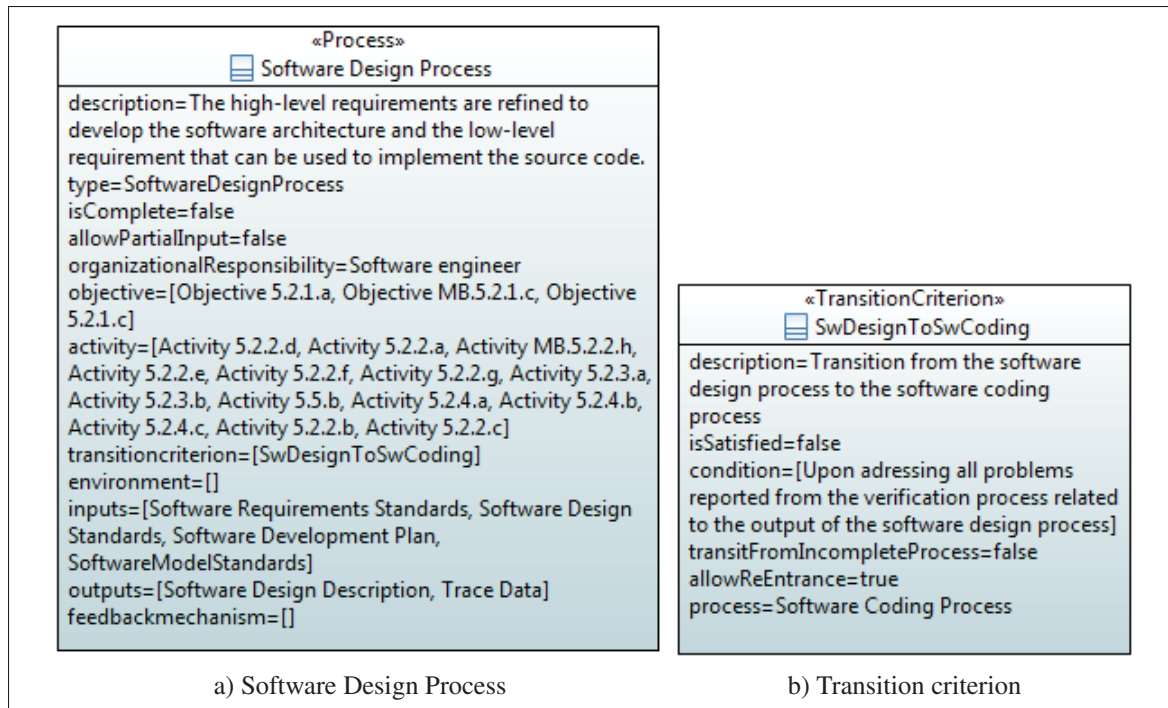 «Process»
Software Design Process
description=The high-level requirements are refined to
develop the software architecture and the low-level
requirement that can be used to implement the source code.
type=SoftwareDesignProcess
isComplete=false
allowPartialInput=false
organizationalResponsibility=Software engineer
objective=[Objective 5.2.1.a, Objective MB.5.2.1.c, Objective
5.2.1.c]
activity=[Activity 5.2.2.d, Activity 5.2.2.a, Activity MB.5.2.2.h,
Activity 5.2.2.e, Activity 5.2.2.f, Activity 5.2.2.g, Activity 5.2.3.a,
Activity 5.2.3.b, Activity 5.5.b, Activity 5.2.4.a, Activity 5.2.4.b,
Activity 5.2.4.c, Activity 5.2.2.b, Activity 5.2.2.c]
transitioncriterion=[SwDesignToSwCoding]
environment=[]
inputs=[Software Requirements Standards, Software Design
Standards, Software Development Plan,
SoftwareModelStandards]
outputs=[Software Design Description, Trace Data]
feedbackmechanism=[]
a) Software Design Process
«TransitionCriterion»
SwDesignToSwCoding
description=Transition from the software
design process to the software coding
process
isSatisfied=false
condition=[Upon adressing all problems
reported from the verification process related
to the output of the software design process]
transitFromIncompleteProcess=false
allowReEntrance=true
process=Software Coding Process
b) Transition criterion